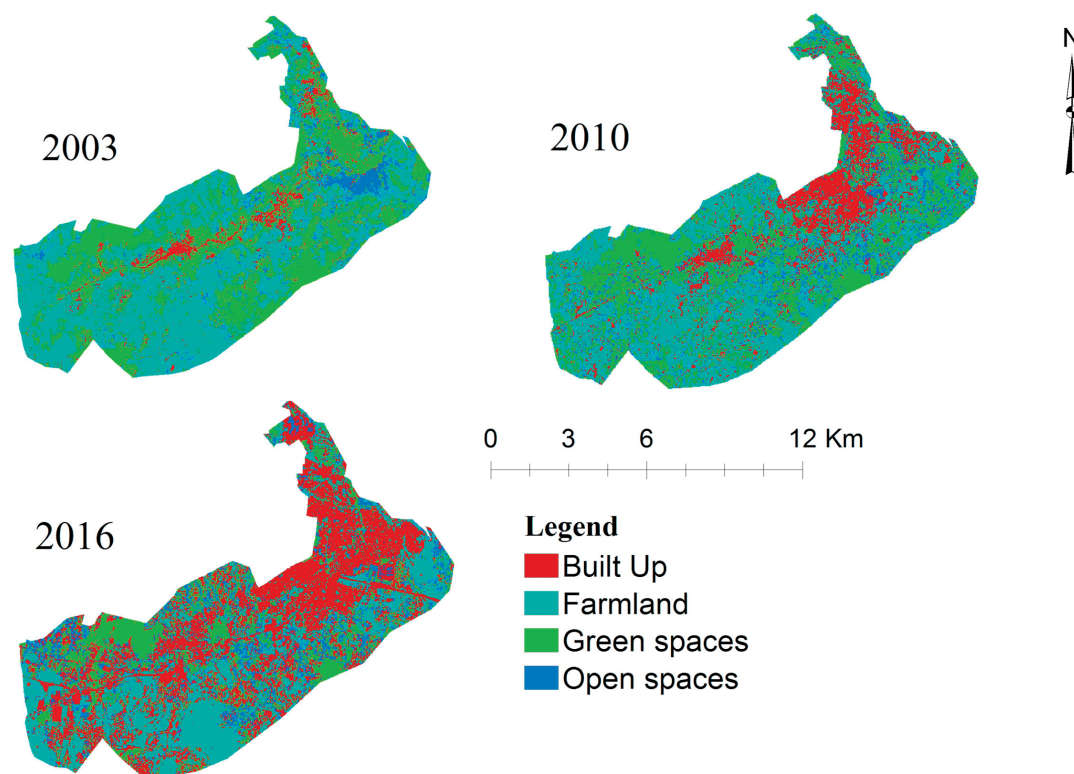 N
2003
2010
2016
0 3 6 12 Km
Legend
Built Up
Farmland
Green spaces
Open spaces